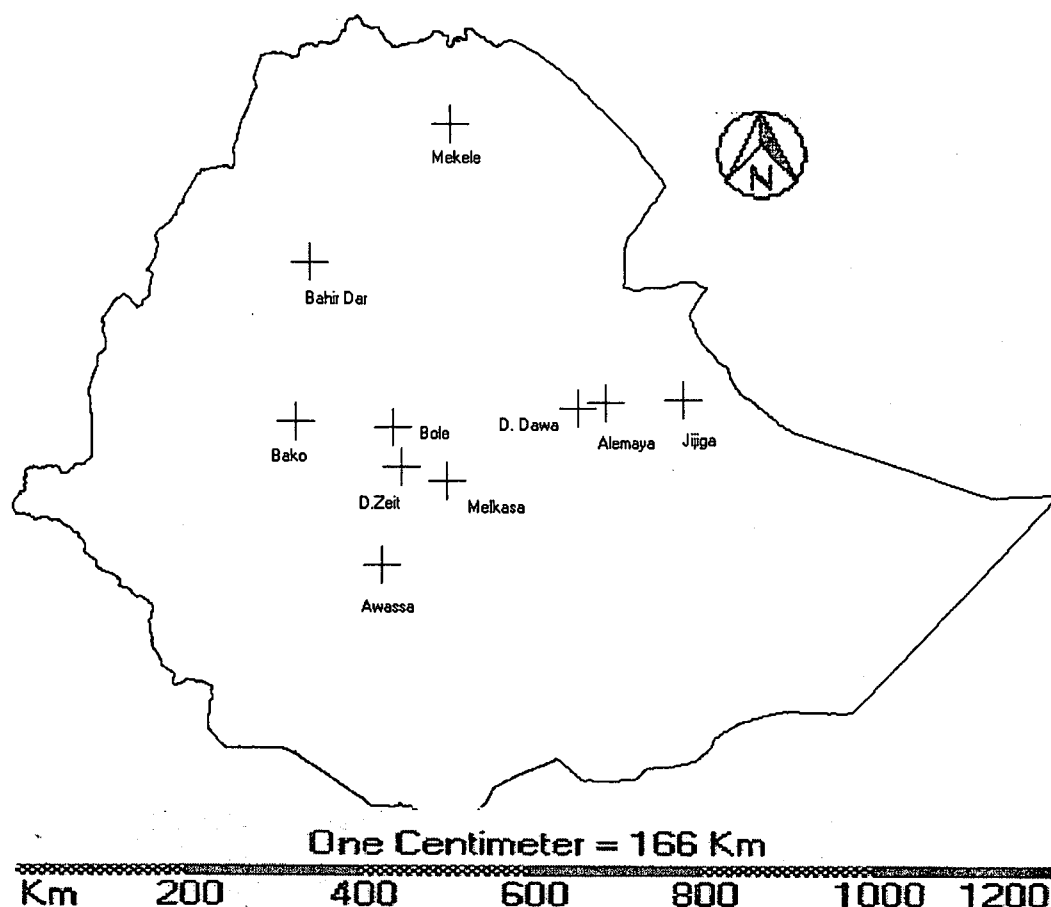 Mekele
N
Bahir Dar
D. Dawa
Alemaya
Jijiga
Bole
Bako
D.Zeit
Melkasa
Awassa
One Centimeter = 166 Km
Km 200 400 600 800 1000 1200